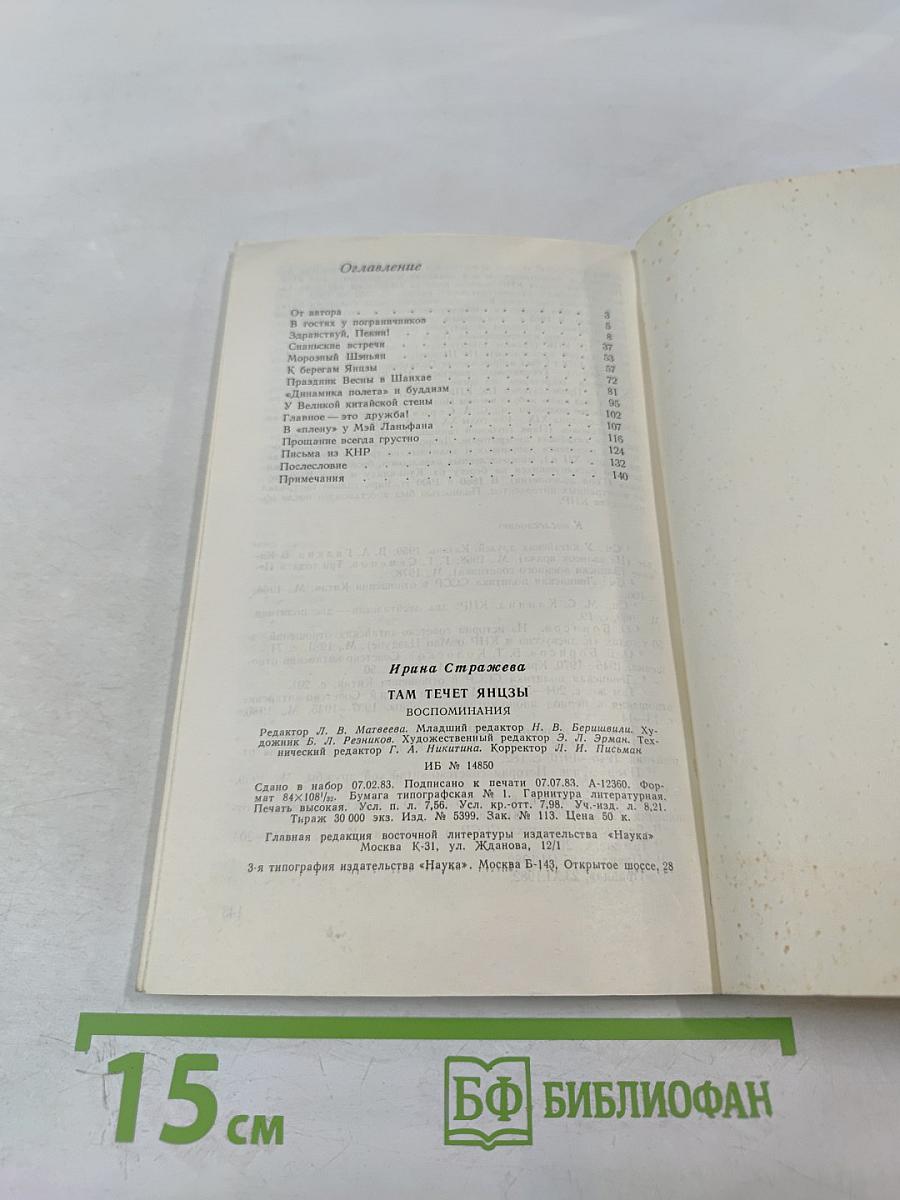 Оглавление
От автора . . . . . . . . . . . . 3
В гостях у пограничников . . . . . . . . 5
Здравствуй, Пекин! . . . . . . . . . . 8
Сианьские встречи . . . . . . . . . . 37
Морозный Шэньян . . . . . . . . . . 53
К берегам Янцзы . . . . . . . . . . 57
Праздник Весны в Шанхае . . . . . . . . 72
«Динамика полета» и буддизм . . . . . . . 81
У Великой китайской стены . . . . . . . . 95
Главное — это дружба! . . . . . . . . . 102
В «плену» у Мэй Ланьфана . . . . . . . . 107
Прощание всегда грустно . . . . . . . . 116
Письма из КНР . . . . . . . . . . . 124
Послесловие . . . . . . . . . . . . 132
Примечания . . . . . . . . . . . . 140
Ирина Стражева
ТАМ ТЕЧЕТ ЯНЦЗЫ
ВОСПОМИНАНИЯ
Редактор Л. В. Матвеева. Младший редактор Н. В. Беришвили. Ху-
дожник Б. Л. Резников. Художественный редактор Э. Л. Эрман. Тех-
нический редактор Г. А. Никитина. Корректор Л. И. Письман
ИБ № 14850
Сдано в набор 07.02.83. Подписано к печати 07.07.83. А-12360. Фор-
мат 84×108¹/₃₂. Бумага типографская № 1. Гарнитура литературная.
Печать высокая. Усл. п. л. 7,56. Усл. кр.-отт. 7,98. Уч.-изд. л. 8,21.
Тираж 30 000 экз. Изд. № 5399. Зак. № 113. Цена 50 к.
Главная редакция восточной литературы издательства «Наука»
Москва К-31, ул. Жданова, 12/1
3-я типография издательства «Наука». Москва Б-143, Открытое шоссе, 28
15 см
БФ БИБЛИОФАН